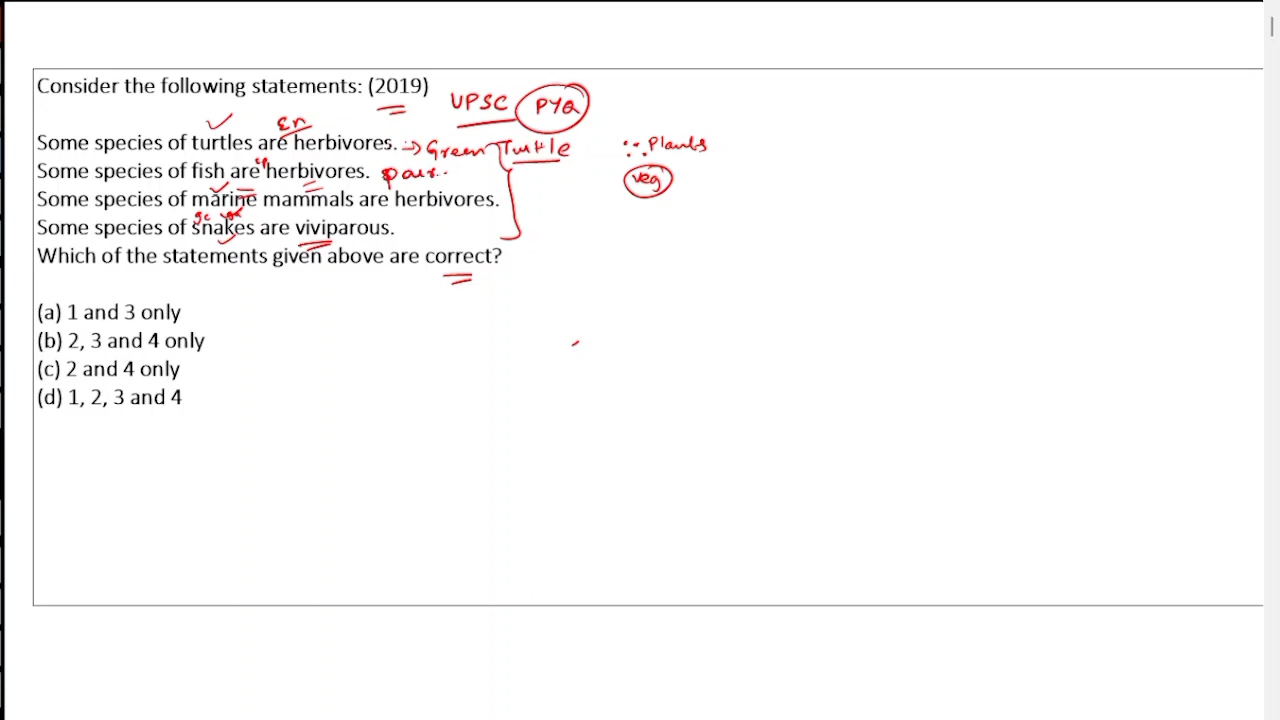 Consider the following statements: (2019)
UPSC PYQ
Some species of turtles are herbivores. → Green Turtle
Plants
Some species of fish are herbivores.
veg
Some species of marine mammals are herbivores.
Some species of snakes are viviparous.
Which of the statements given above are correct?
(a) 1 and 3 only
(b) 2, 3 and 4 only
(c) 2 and 4 only
(d) 1, 2, 3 and 4